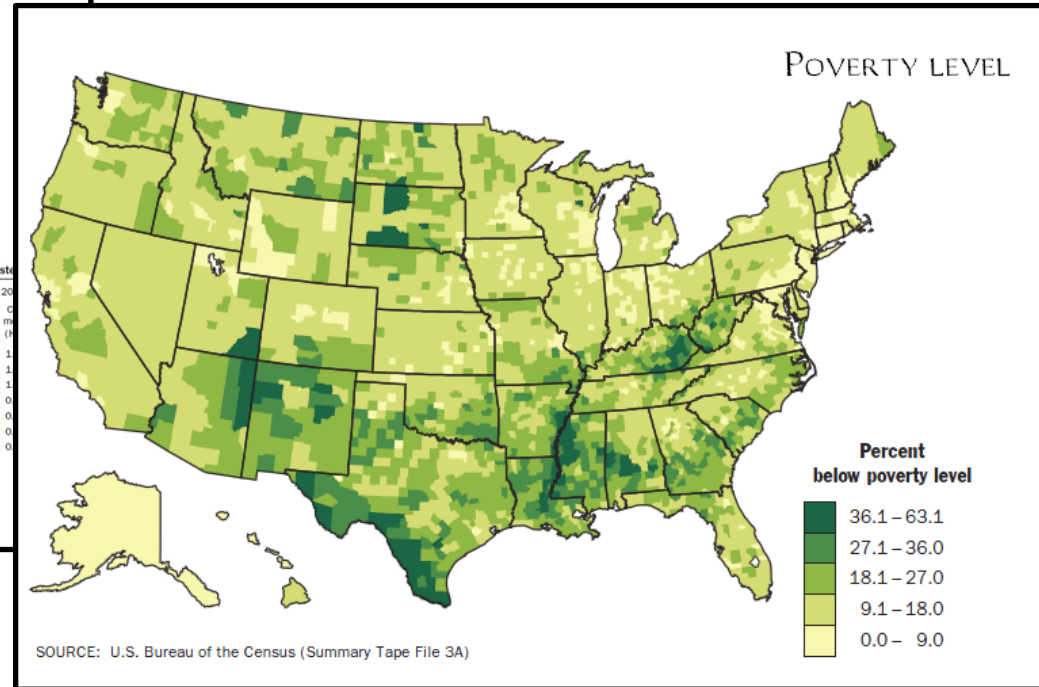 POVERTY LEVEL
Percent
below poverty level
36.1 – 63.1
27.1 – 36.0
18.1 – 27.0
9.1 – 18.0
0.0 – 9.0
SOURCE: U.S. Bureau of the Census (Summary Tape File 3A)